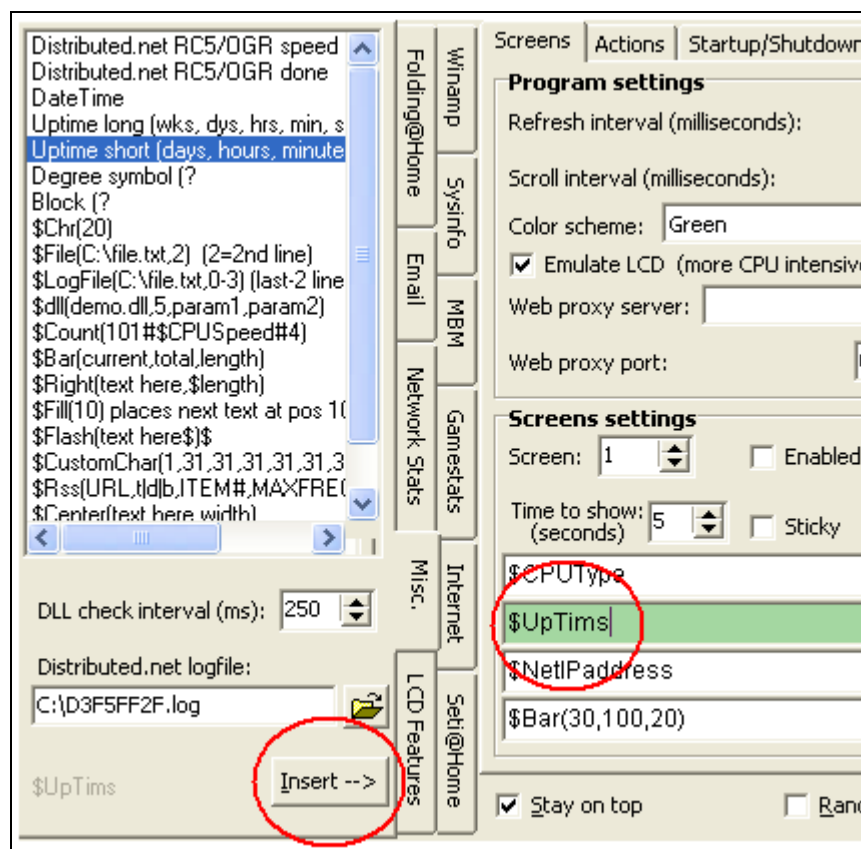 Distributed.net RC5/OGR speed
Distributed.net RC5/OGR done
DateTime
Uptime long (wks, dys, hrs, min, s
Uptime short (days, hours, minute
Degree symbol (?
Block (?
$Chr(20)
$File(C:\file.txt,2) (2=2nd line)
$LogFile(C:\file.txt,0-3) (last-2 line
$dll(demo.dll,5,param1,param2)
$Count(101#$CPUSpeed#4)
$Bar(current,total,length)
$Right(text here,$length)
$Fill(10) places next text at pos 10
$Flash(text here$)$
$CustomChar(1,31,31,31,31,31,3
$Rss(URL,t|d|b,ITEM#,MAXFREQ
$Center(text here,width)
DLL check interval (ms): 250
Distributed.net logfile:
C:\D3F5FF2F.log
$UpTims
Insert -->
Folding@Home
Email
Network Stats
Misc.
LCD Features
Winamp
Sysinfo
MBM
Gamestats
Internet
Seti@Home
Screens Actions Startup/Shutdown
Program settings
Refresh interval (milliseconds):
Scroll interval (milliseconds):
Color scheme: Green
Emulate LCD (more CPU intensive
Web proxy server:
Web proxy port:
Screens settings
Screen: 1 Enabled
Time to show:
(seconds) 5 Sticky
$CPUType
$UpTims
$NetIPaddress
$Bar(30,100,20)
Stay on top Rand